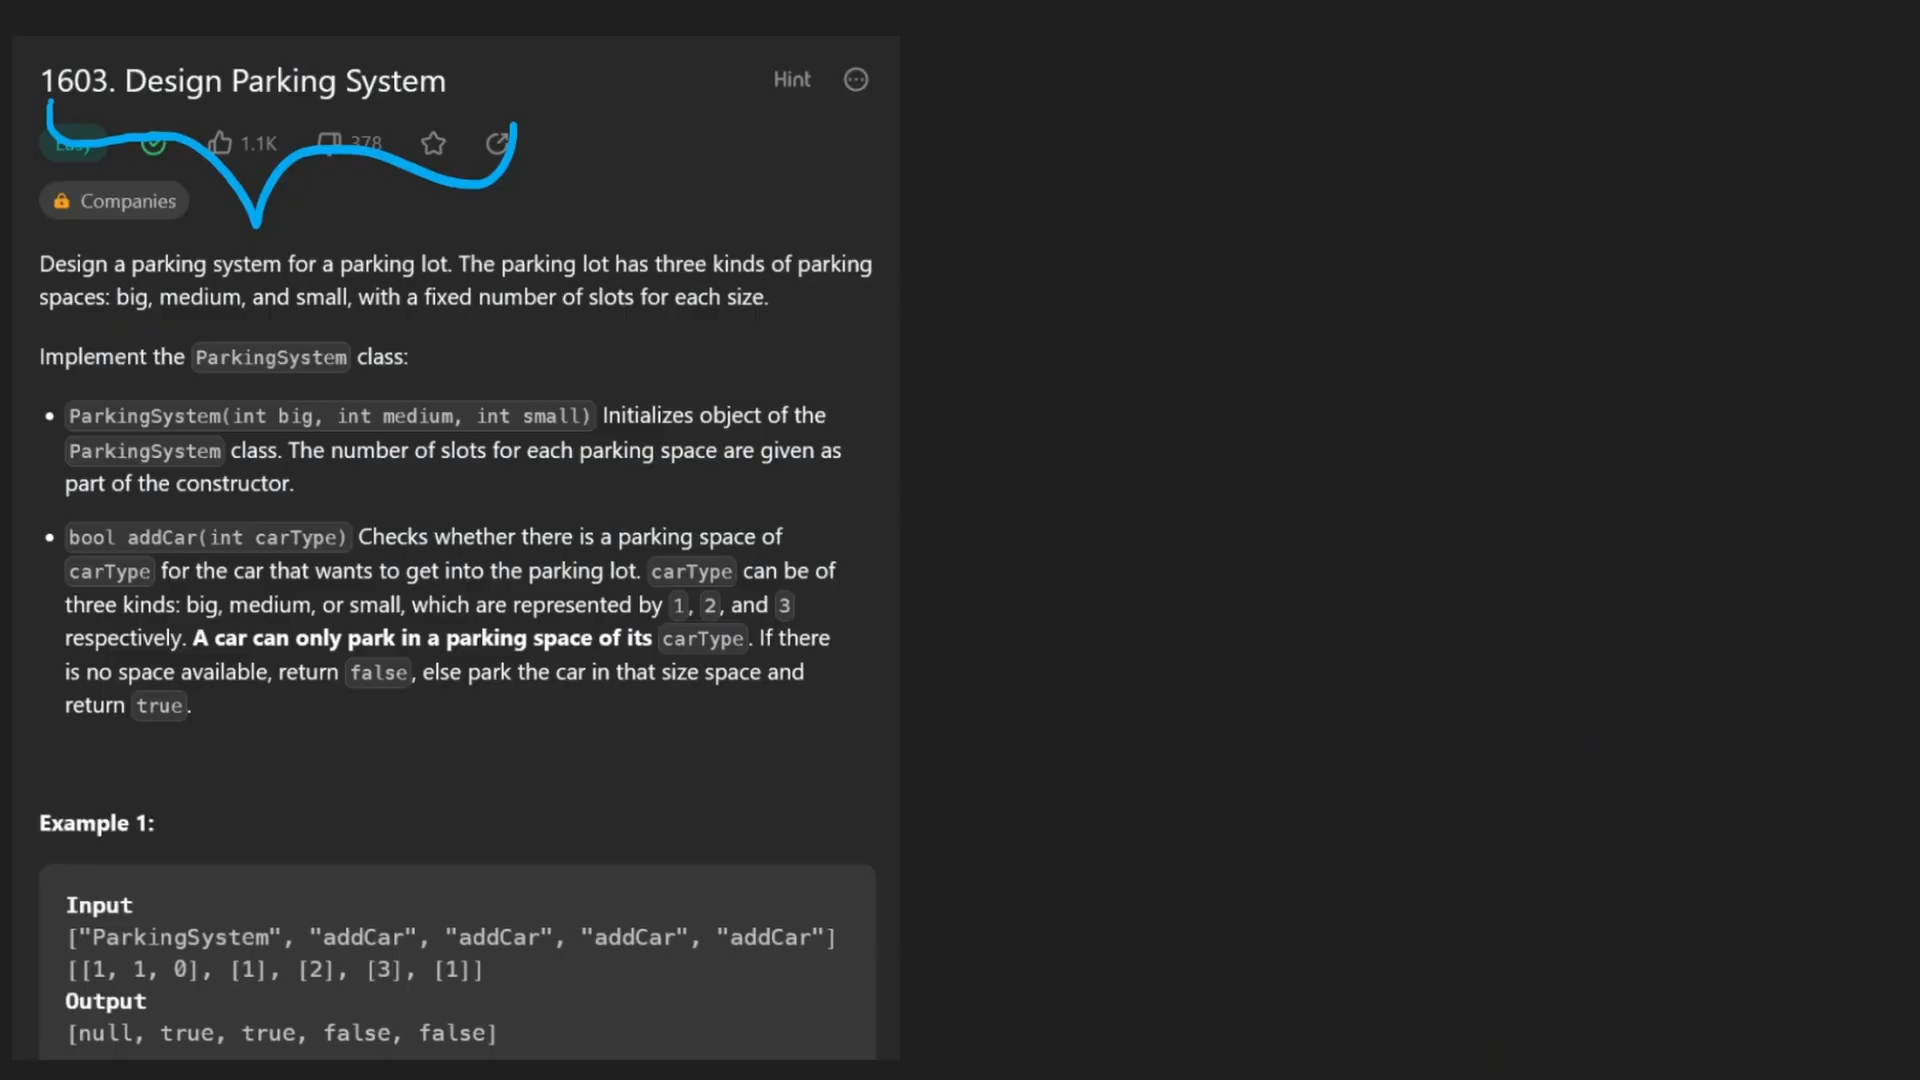 1603. Design Parking System
Hint
Easy
1.1K
378
Companies
Design a parking system for a parking lot. The parking lot has three kinds of parking
spaces: big, medium, and small, with a fixed number of slots for each size.
Implement the ParkingSystem class:
• ParkingSystem(int big, int medium, int small) Initializes object of the
ParkingSystem class. The number of slots for each parking space are given as
part of the constructor.
• bool addCar(int carType) Checks whether there is a parking space of
carType for the car that wants to get into the parking lot. carType can be of
three kinds: big, medium, or small, which are represented by 1, 2, and 3
respectively. A car can only park in a parking space of its carType. If there
is no space available, return false, else park the car in that size space and
return true.
Example 1:
Input
["ParkingSystem", "addCar", "addCar", "addCar", "addCar"]
[[1, 1, 0], [1], [2], [3], [1]]
Output
[null, true, true, false, false]